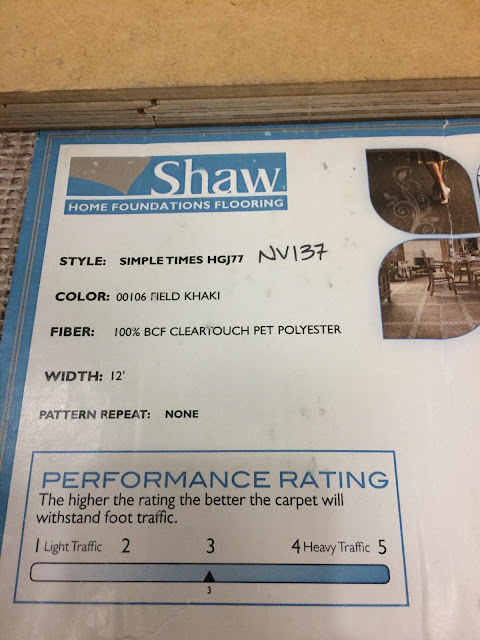 Shaw
HOME FOUNDATIONS FLOORING
STYLE: SIMPLE TIMES HGJ77 NV137
COLOR: 00106 FIELD KHAKI
FIBER: 100% BCF CLEARTOUCH PET POLYESTER
WIDTH: 12'
PATTERN REPEAT: NONE
PERFORMANCE RATING
The higher the rating the better the carpet will
withstand foot traffic.
1 Light Traffic 2 3 4 Heavy Traffic 5
3